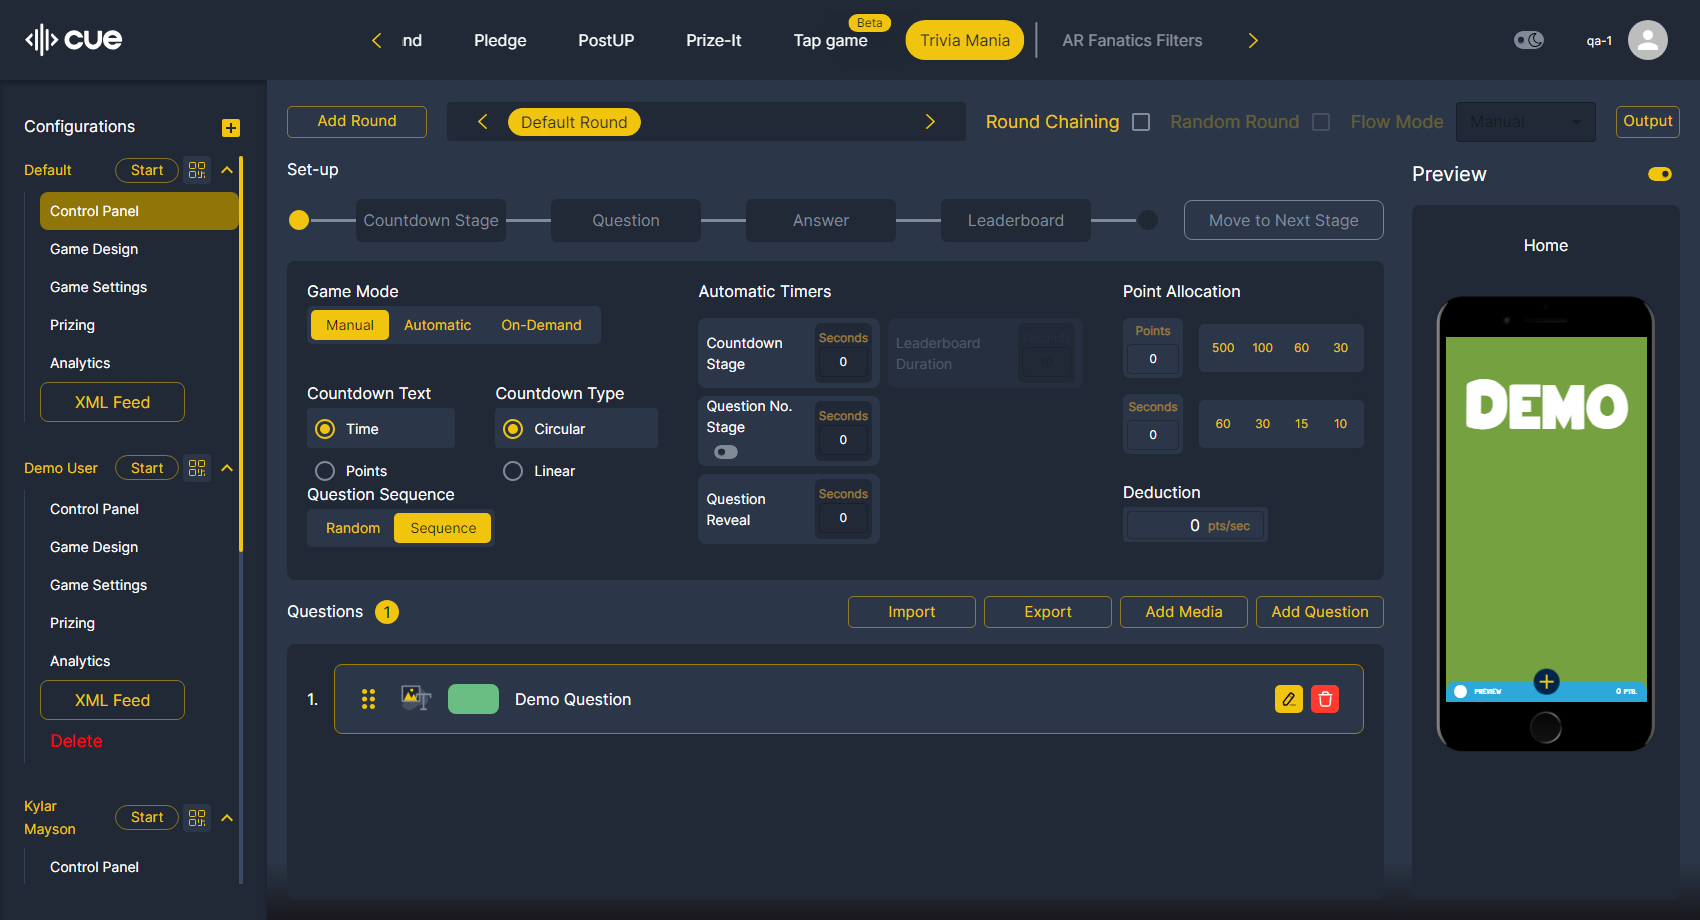 cue
nd
Pledge
PostUP
Prize-It
Tap game
Beta
Trivia Mania
AR Fanatics Filters
qa-1
Configurations
Default
Start
Control Panel
Game Design
Game Settings
Prizing
Analytics
XML Feed
Demo User
Start
Control Panel
Game Design
Game Settings
Prizing
Analytics
XML Feed
Delete
Kylar
Mayson
Start
Control Panel
Add Round
Default Round
Round Chaining
Random Round
Flow Mode
Manual
Output
Set-up
Countdown Stage
Question
Answer
Leaderboard
Move to Next Stage
Game Mode
Manual
Automatic
On-Demand
Countdown Text
Time
Points
Countdown Type
Circular
Linear
Question Sequence
Random
Sequence
Automatic Timers
Countdown
Stage
Seconds
0
Leaderboard
Duration
Seconds
10
Question No.
Stage
Seconds
0
Question
Reveal
Seconds
0
Point Allocation
Points
0
500 100 60 30
Seconds
0
60 30 15 10
Deduction
0 pts/sec
Questions 1
Import
Export
Add Media
Add Question
1.
Demo Question
Preview
Home
DEMO
PREVIEW
0 PTS.